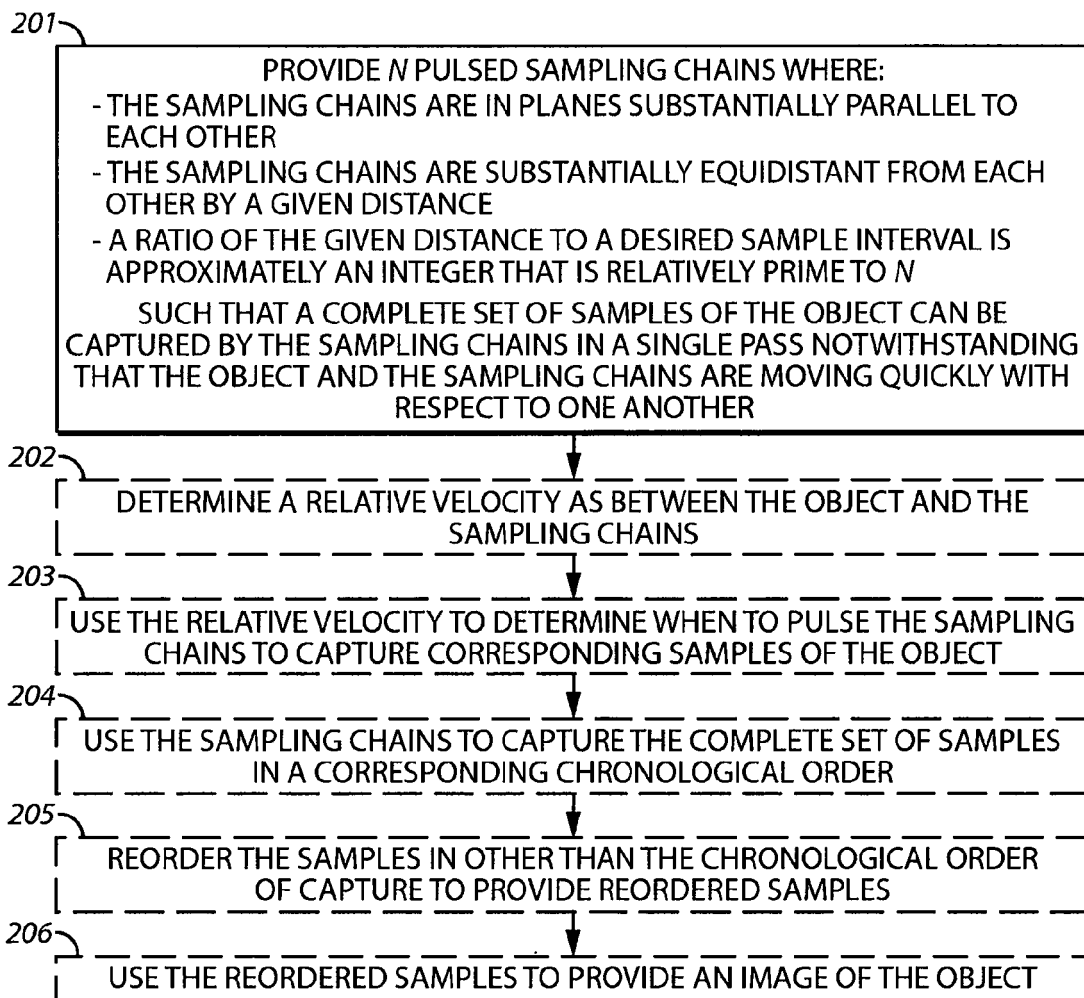 201
PROVIDE N PULSED SAMPLING CHAINS WHERE:
- THE SAMPLING CHAINS ARE IN PLANES SUBSTANTIALLY PARALLEL TO
EACH OTHER
- THE SAMPLING CHAINS ARE SUBSTANTIALLY EQUIDISTANT FROM EACH
OTHER BY A GIVEN DISTANCE
- A RATIO OF THE GIVEN DISTANCE TO A DESIRED SAMPLE INTERVAL IS
APPROXIMATELY AN INTEGER THAT IS RELATIVELY PRIME TO N
SUCH THAT A COMPLETE SET OF SAMPLES OF THE OBJECT CAN BE
CAPTURED BY THE SAMPLING CHAINS IN A SINGLE PASS NOTWITHSTANDING
THAT THE OBJECT AND THE SAMPLING CHAINS ARE MOVING QUICKLY WITH
RESPECT TO ONE ANOTHER
202
DETERMINE A RELATIVE VELOCITY AS BETWEEN THE OBJECT AND THE
SAMPLING CHAINS
203
USE THE RELATIVE VELOCITY TO DETERMINE WHEN TO PULSE THE SAMPLING
CHAINS TO CAPTURE CORRESPONDING SAMPLES OF THE OBJECT
204
USE THE SAMPLING CHAINS TO CAPTURE THE COMPLETE SET OF SAMPLES
IN A CORRESPONDING CHRONOLOGICAL ORDER
205
REORDER THE SAMPLES IN OTHER THAN THE CHRONOLOGICAL ORDER
OF CAPTURE TO PROVIDE REORDERED SAMPLES
206
USE THE REORDERED SAMPLES TO PROVIDE AN IMAGE OF THE OBJECT